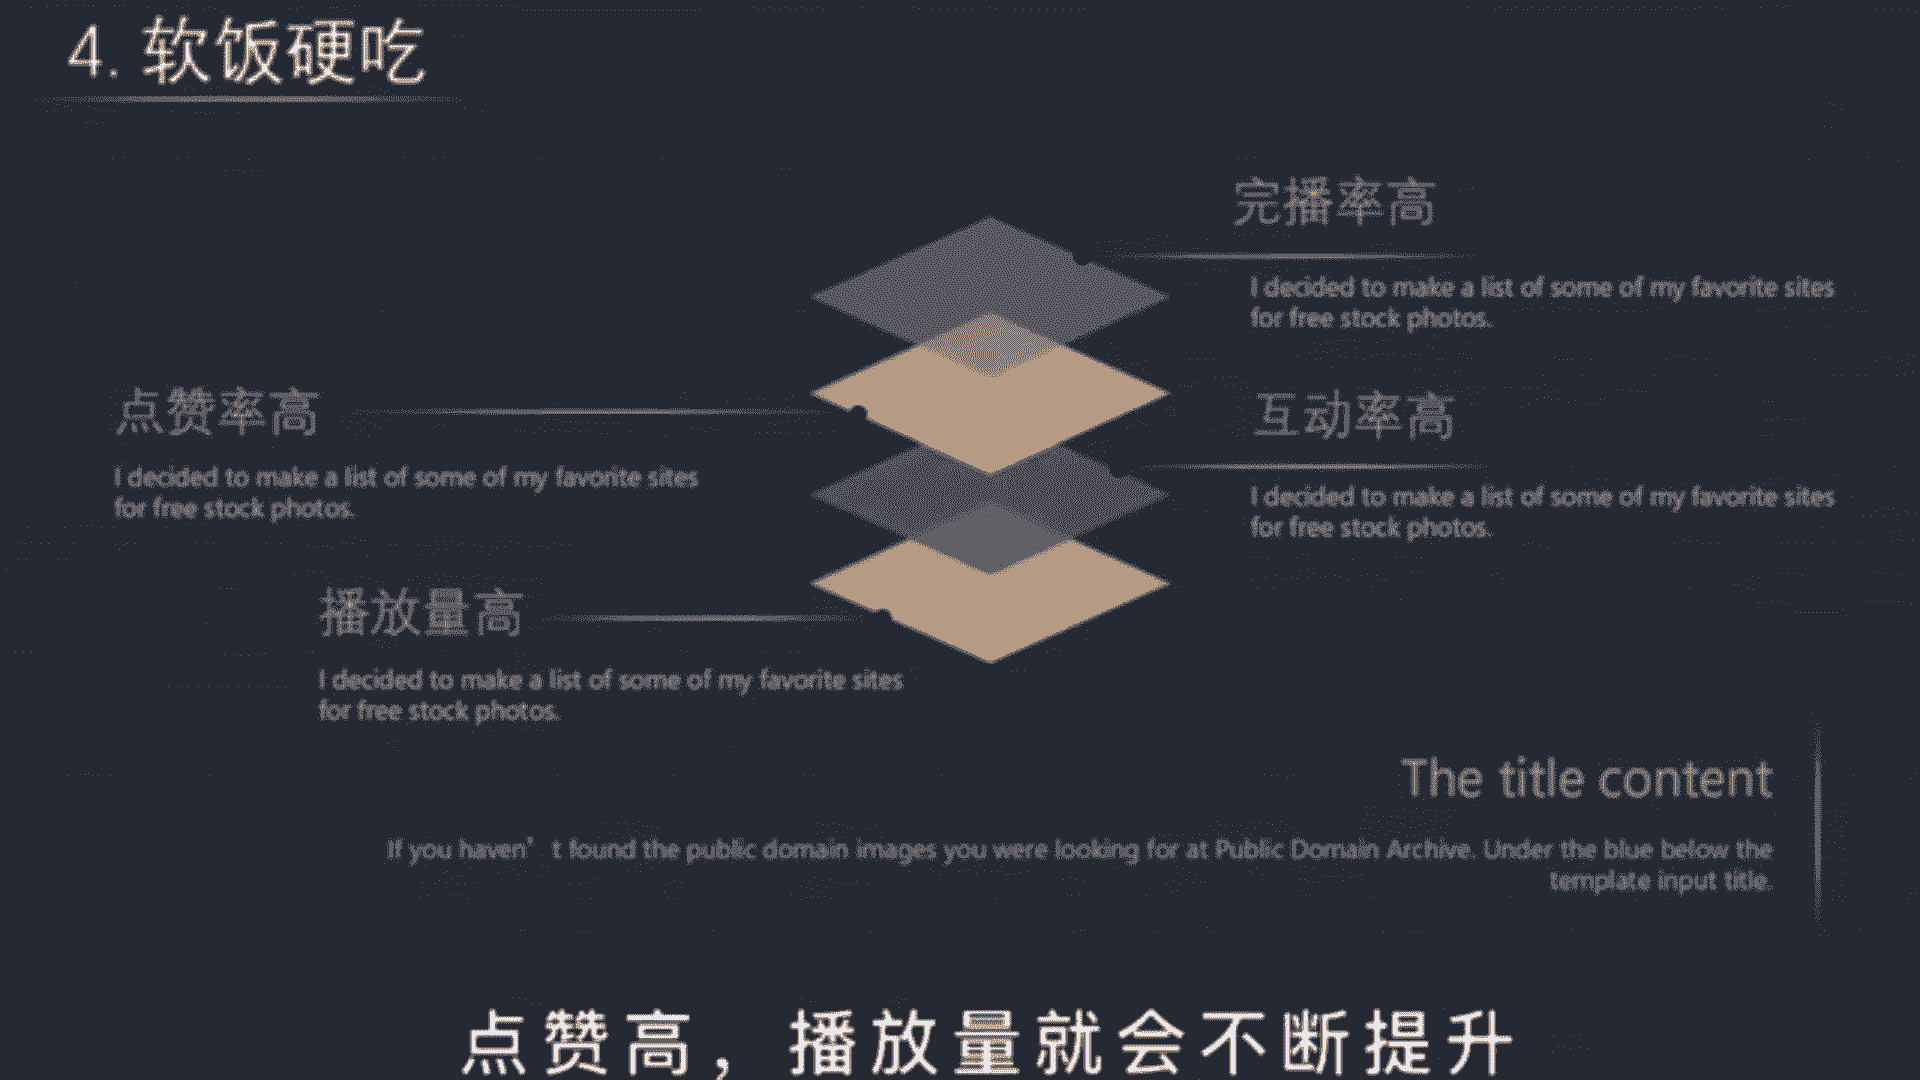 4. 软饭硬吃
完播率高
I decided to make a list of some of my favorite sites
for free stock photos.
点赞率高
I decided to make a list of some of my favorite sites
for free stock photos.
互动率高
I decided to make a list of some of my favorite sites
for free stock photos.
播放量高
I decided to make a list of some of my favorite sites
for free stock photos.
The title content
If you haven’t found the public domain images you were looking for at Public Domain Archive. Under the blue below the
template input title.
点赞高，播放量就会不断提升